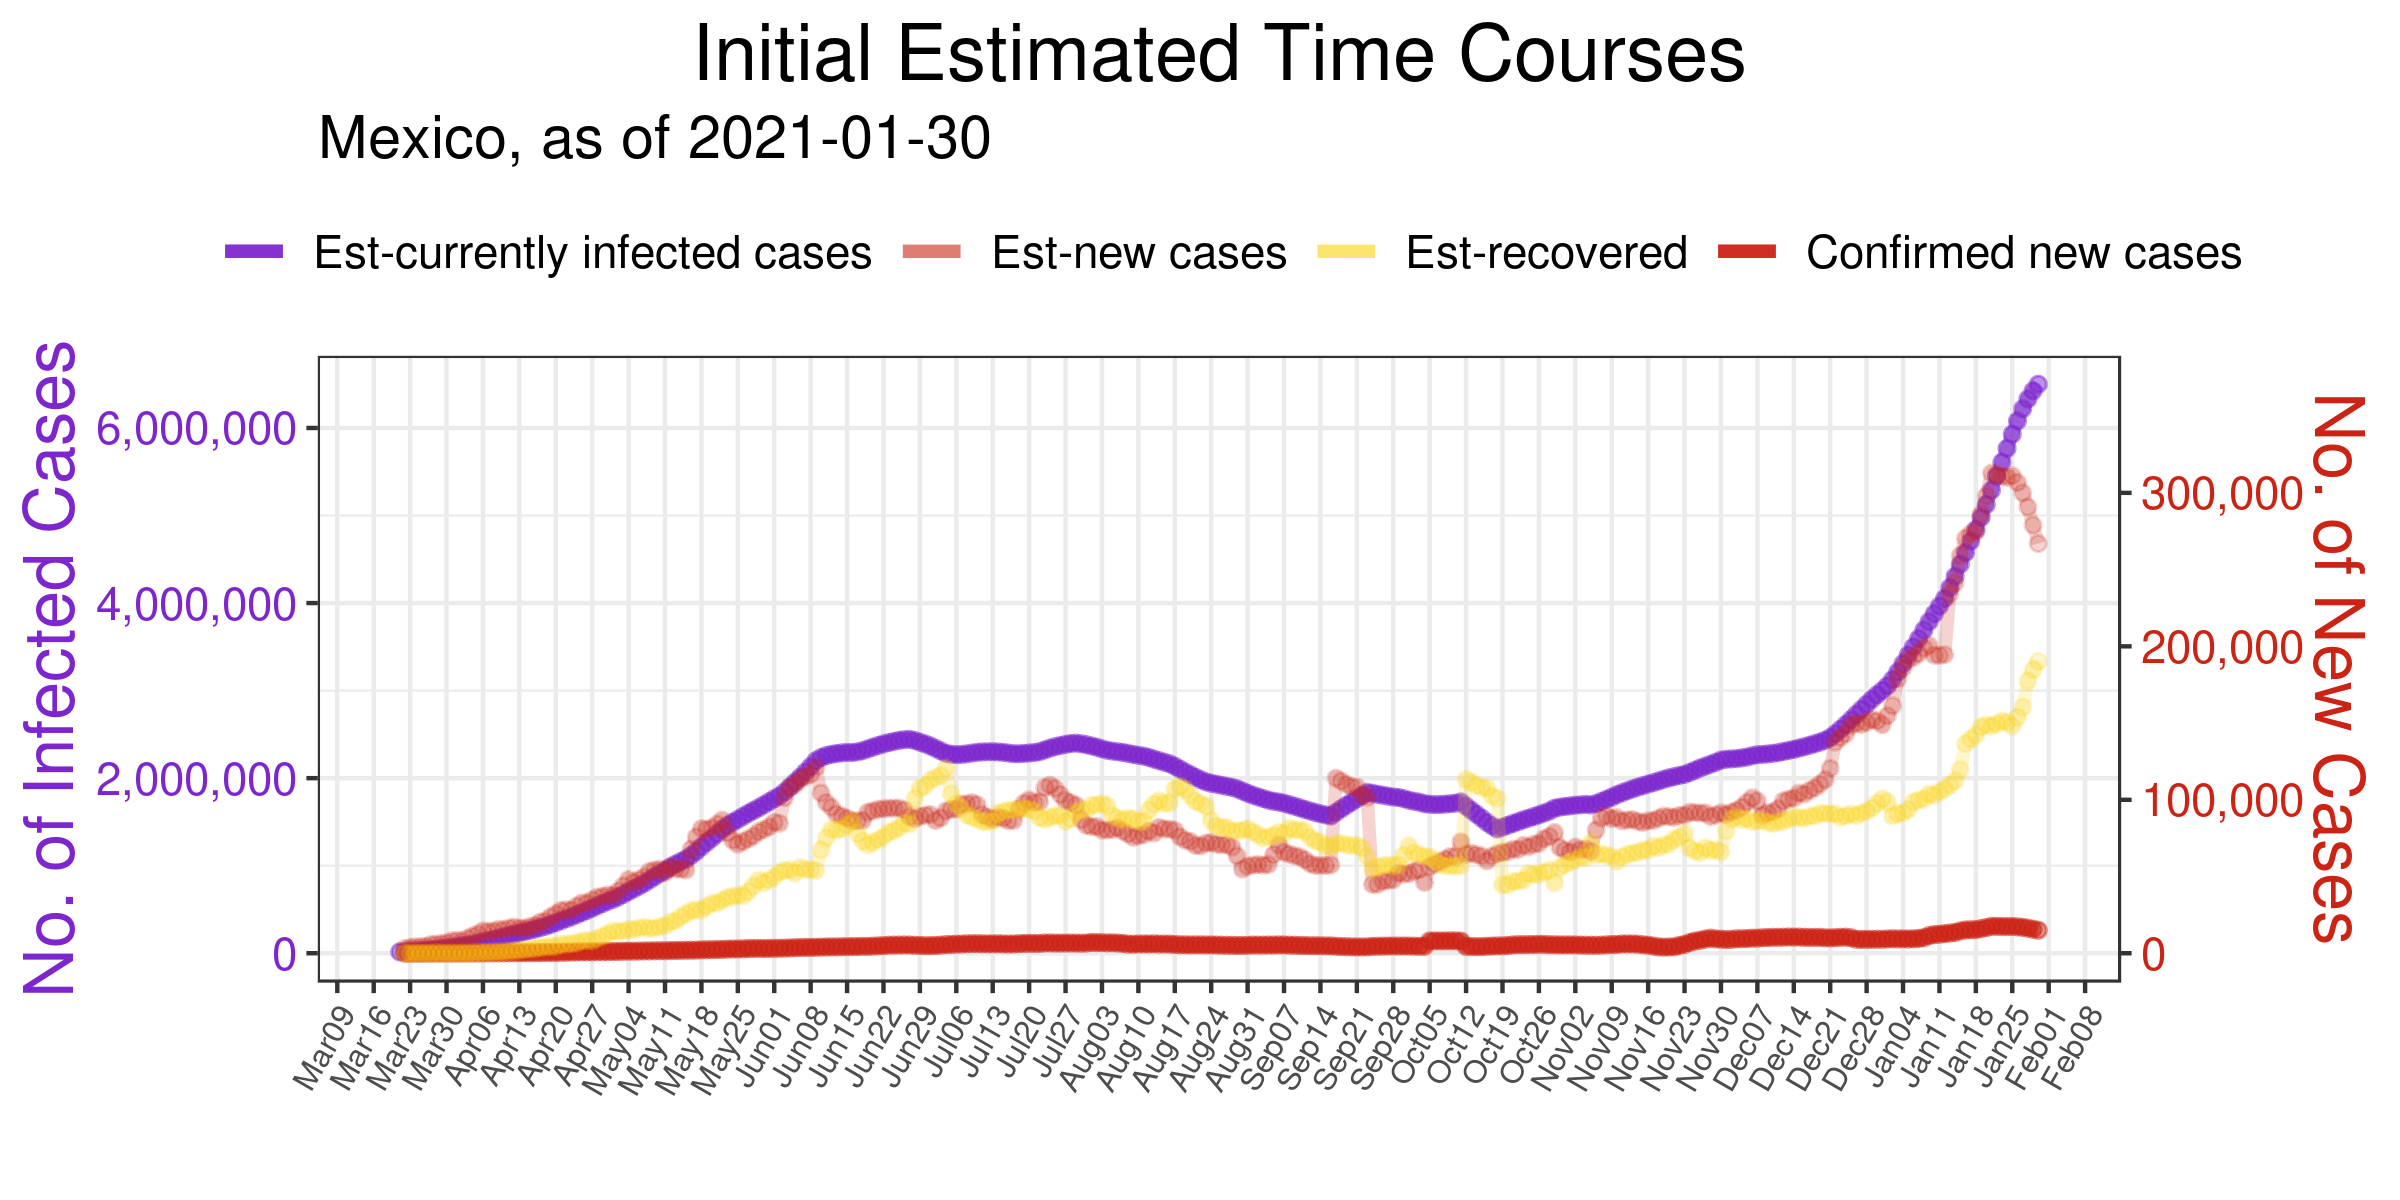 Initial Estimated Time Courses
Mexico, as of 2021-01-30
Est-currently infected cases Est-new cases Est-recovered Confirmed new cases
No. of Infected Cases
6,000,000
4,000,000
2,000,000
0
300,000
200,000
100,000
0
No. of New Cases
Mar09 Mar16 Mar23 Mar30 Apr06 Apr13 Apr20 Apr27 May04 May11 May18 May25 Jun01 Jun08 Jun15 Jun22 Jun29 Jul06 Jul13 Jul20 Jul27 Aug03 Aug10 Aug17 Aug24 Aug31 Sep07 Sep14 Sep21 Sep28 Oct05 Oct12 Oct19 Oct26 Nov02 Nov09 Nov16 Nov23 Nov30 Dec07 Dec14 Dec21 Dec28 Jan04 Jan11 Jan18 Jan25 Feb01 Feb08